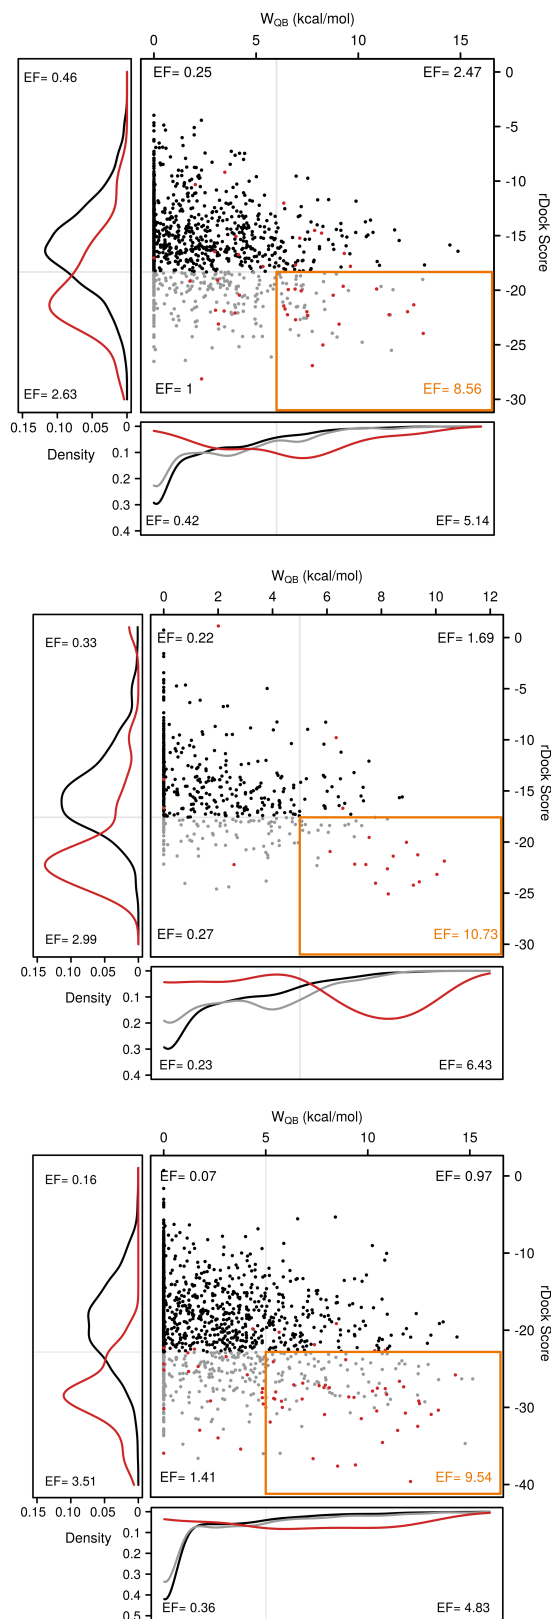 WQB (kcal/mol)
0 5 10 15
EF= 0.46
EF= 0.25 EF= 2.47
0
-5
-10
-15
-20
-25
-30
rDock Score
EF= 2.63
EF= 1 EF= 8.56
0.15 0.10 0.05 0
Density
0
0.1
0.2
0.3
0.4
EF= 0.42 EF= 5.14
WQB (kcal/mol)
0 2 4 6 8 10 12
EF= 0.33
EF= 0.22 EF= 1.69
0
-5
-10
-15
-20
-25
-30
rDock Score
EF= 2.99
EF= 0.27 EF= 10.73
0.15 0.10 0.05 0
Density
0
0.1
0.2
0.3
0.4
EF= 0.23 EF= 6.43
WQB (kcal/mol)
0 5 10 15
EF= 0.16
EF= 0.07 EF= 0.97
0
-10
-20
-30
-40
rDock Score
EF= 3.51
EF= 1.41 EF= 9.54
0.15 0.10 0.05 0
Density
0
0.1
0.2
0.3
0.4
0.5
EF= 0.36 EF= 4.83